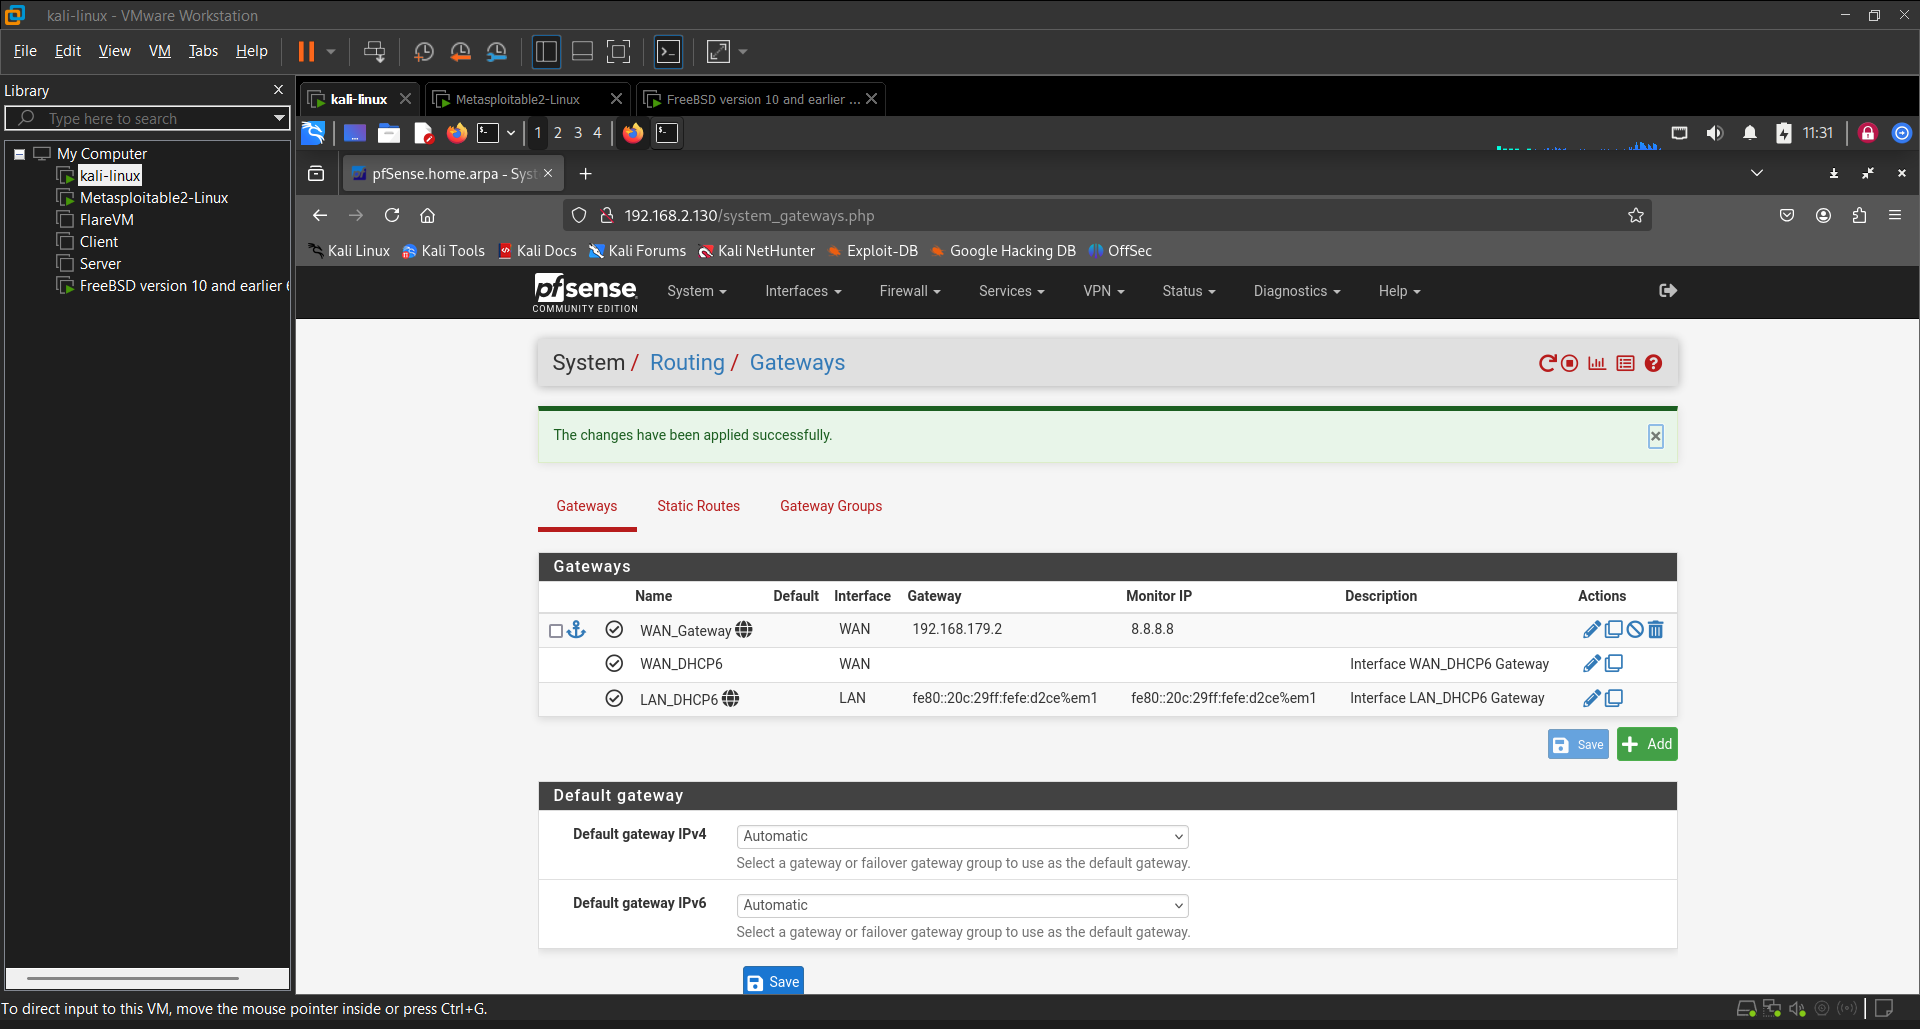 kali-linux - VMware Workstation
File Edit View VM Tabs Help
Library
Type here to search
My Computer
kali-linux
Metasploitable2-Linux
FlareVM
Client
Server
FreeBSD version 10 and earlier
kali-linux Metasploitable2-Linux FreeBSD version 10 and earlier ...
1 2 3 4 11:31
pfSense.home.arpa - Syst
192.168.2.130/system_gateways.php
Kali Linux Kali Tools Kali Docs Kali Forums Kali NetHunter Exploit-DB Google Hacking DB OffSec
pfsense
COMMUNITY EDITION
System Interfaces Firewall Services VPN Status Diagnostics Help
System / Routing / Gateways
The changes have been applied successfully.
Gateways Static Routes Gateway Groups
Gateways
Name Default Interface Gateway Monitor IP Description Actions
WAN_Gateway WAN 192.168.179.2 8.8.8.8
WAN_DHCP6 WAN Interface WAN_DHCP6 Gateway
LAN_DHCP6 LAN fe80::20c:29ff:fefe:d2ce%em1 fe80::20c:29ff:fefe:d2ce%em1 Interface LAN_DHCP6 Gateway
Save Add
Default gateway
Default gateway IPv4 Automatic
Select a gateway or failover gateway group to use as the default gateway.
Default gateway IPv6 Automatic
Select a gateway or failover gateway group to use as the default gateway.
Save
To direct input to this VM, move the mouse pointer inside or press Ctrl+G.